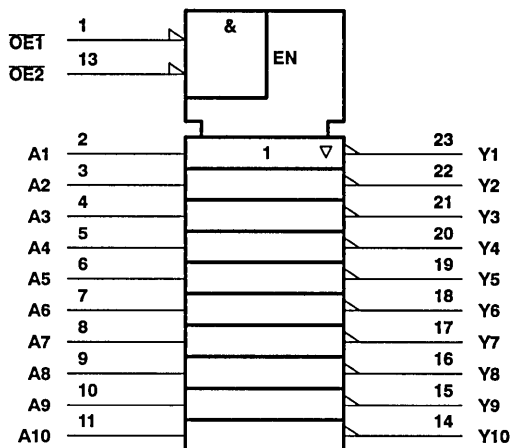 &
OE1 1
OE2 13
EN
A1 2 1 ▽ 23 Y1
A2 3 22 Y2
A3 4 21 Y3
A4 5 20 Y4
A5 6 19 Y5
A6 7 18 Y6
A7 8 17 Y7
A8 9 16 Y8
A9 10 15 Y9
A10 11 14 Y10